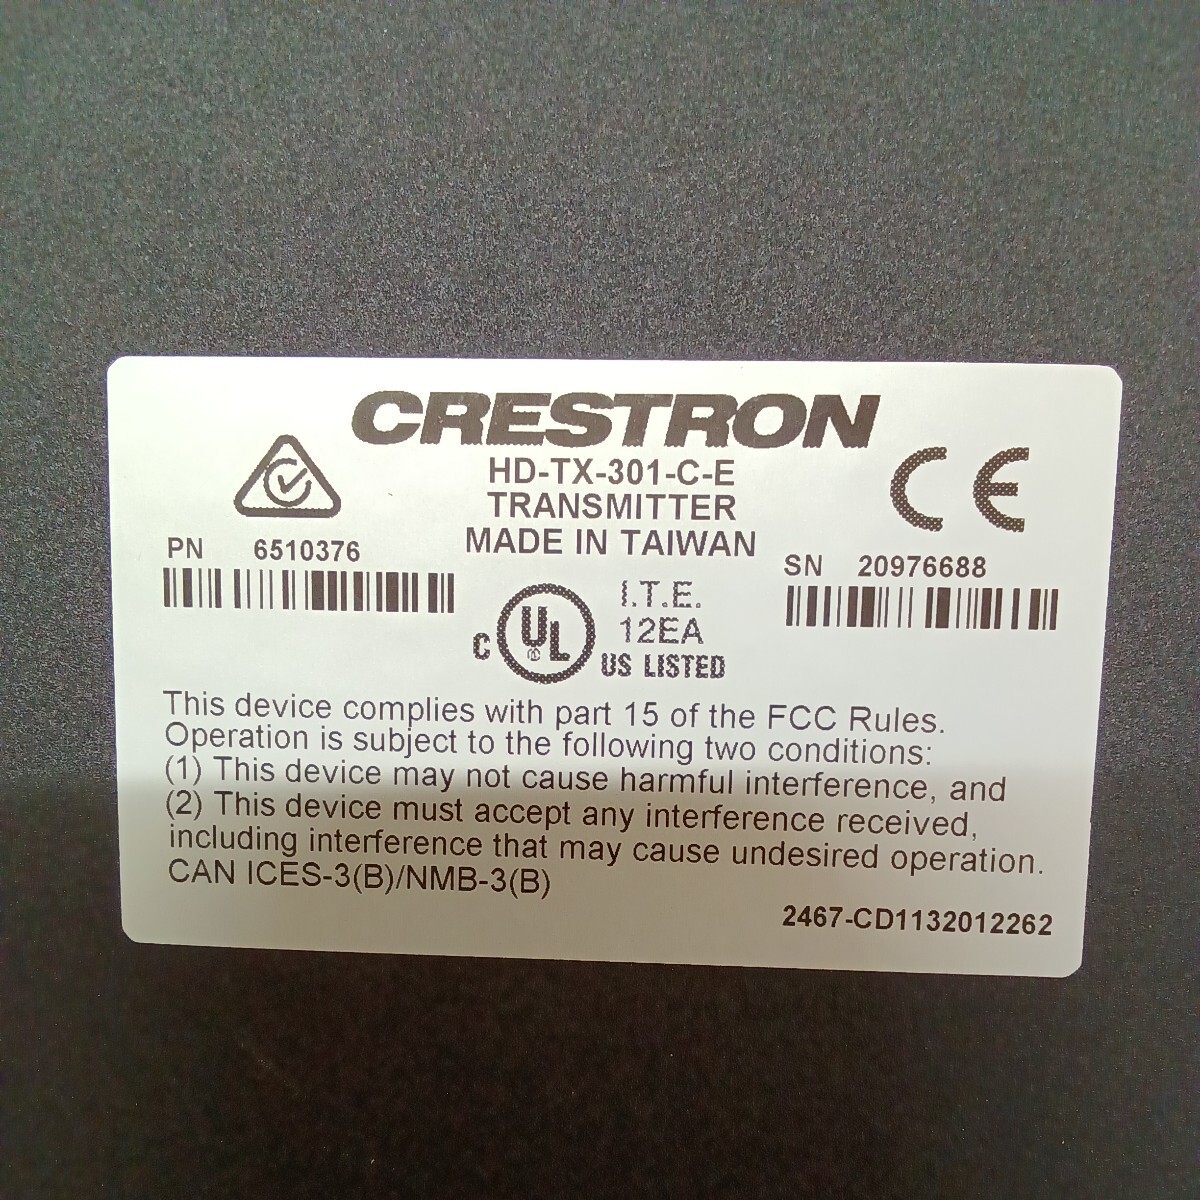 CRESTRON
HD-TX-301-C-E
TRANSMITTER
MADE IN TAIWAN
CE
PN 6510376
SN 20976688
C UL US LISTED
I.T.E.
12EA
This device complies with part 15 of the FCC Rules.
Operation is subject to the following two conditions:
(1) This device may not cause harmful interference, and
(2) This device must accept any interference received,
including interference that may cause undesired operation.
CAN ICES-3(B)/NMB-3(B)
2467-CD1132012262